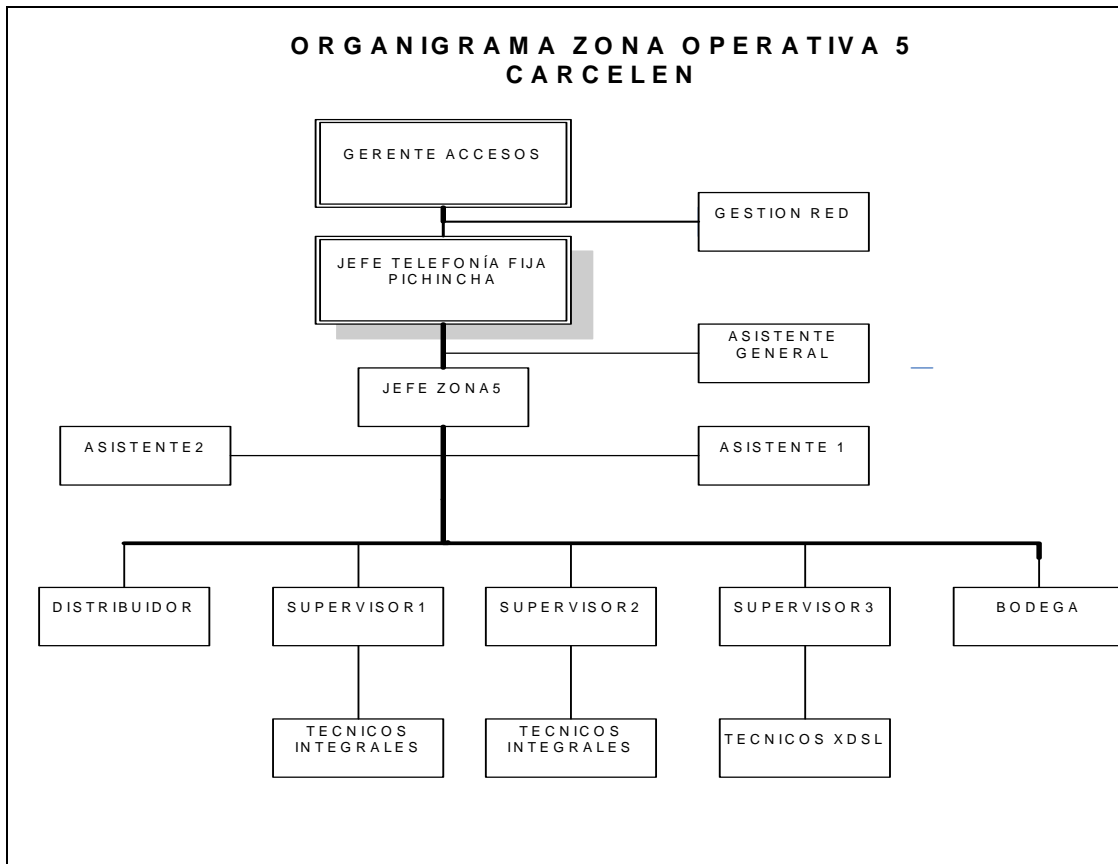 ORGANIGRAMA ZONA OPERATIVA 5
CARCELEN
GERENTE ACCESOS
GESTION RED
JEFE TELEFONÍA FIJA
PICHINCHA
ASISTENTE
GENERAL
JEFE ZONA5
ASISTENTE2
ASISTENTE 1
DISTRIBUIDOR
SUPERVISOR1
SUPERVISOR2
SUPERVISOR3
BODEGA
TECNICOS
INTEGRALES
TECNICOS
INTEGRALES
TECNICOS XDSL